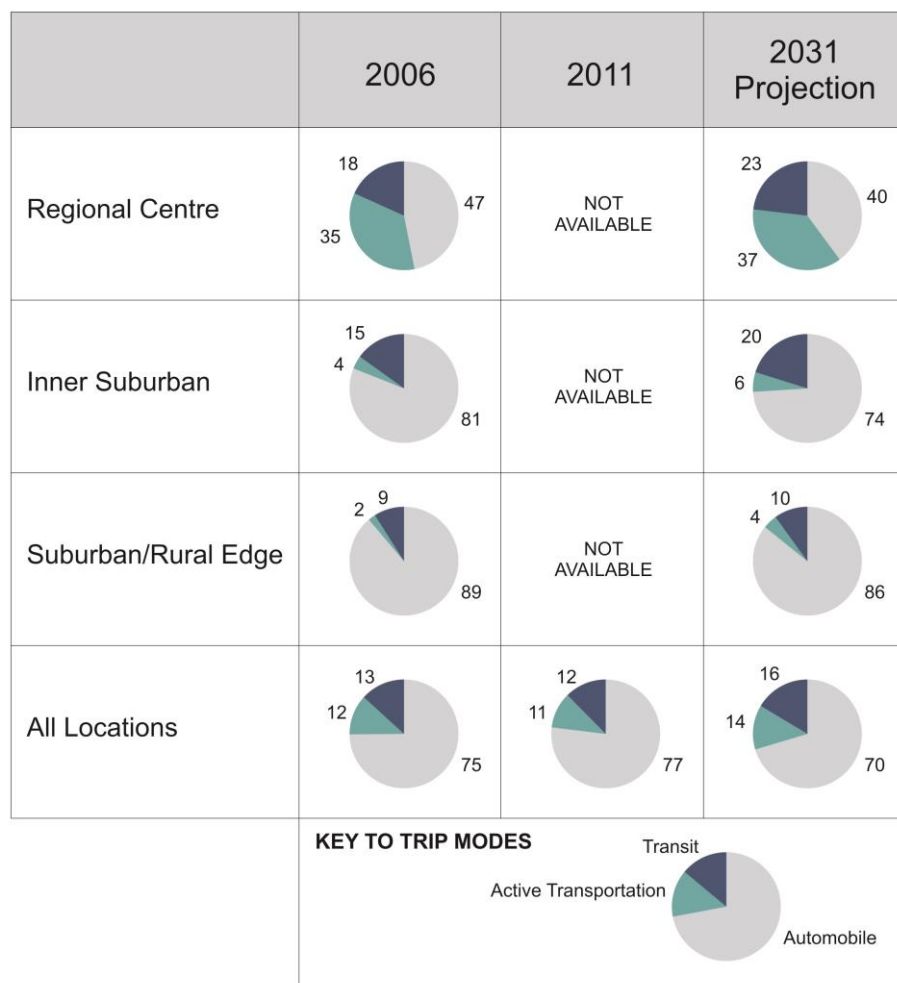 2006
2011
2031
Projection
Regional Centre
18
47
35
NOT
AVAILABLE
23
40
37
Inner Suburban
15
4
81
NOT
AVAILABLE
20
6
74
Suburban/Rural Edge
9
2
89
NOT
AVAILABLE
10
4
86
All Locations
13
12
75
12
11
77
16
14
70
KEY TO TRIP MODES
Transit
Active Transportation
Automobile